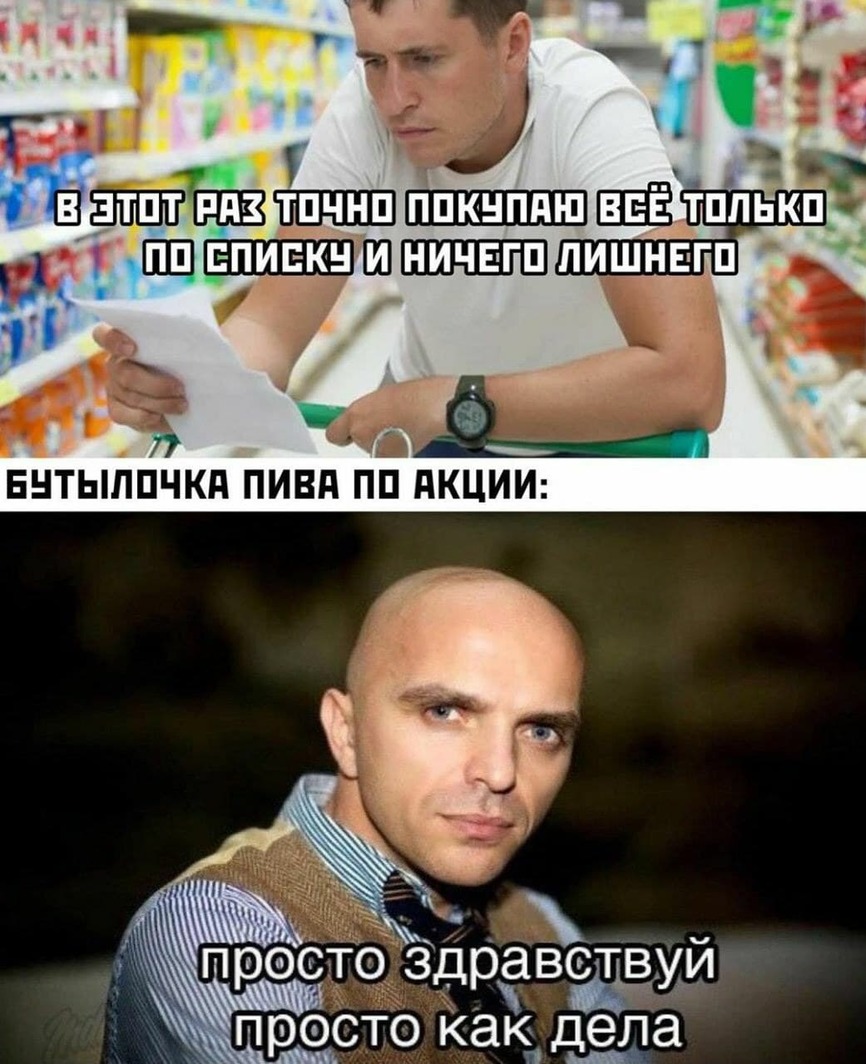 В ЭТОТ РАЗ ТОЧНО ПОКУПАЮ ВСЁ ТОЛЬКО
ПО СПИСКУ И НИЧЕГО ЛИШНЕГО
БУТЫЛОЧКА ПИВА ПО АКЦИИ:
просто здравствуй
просто как дела